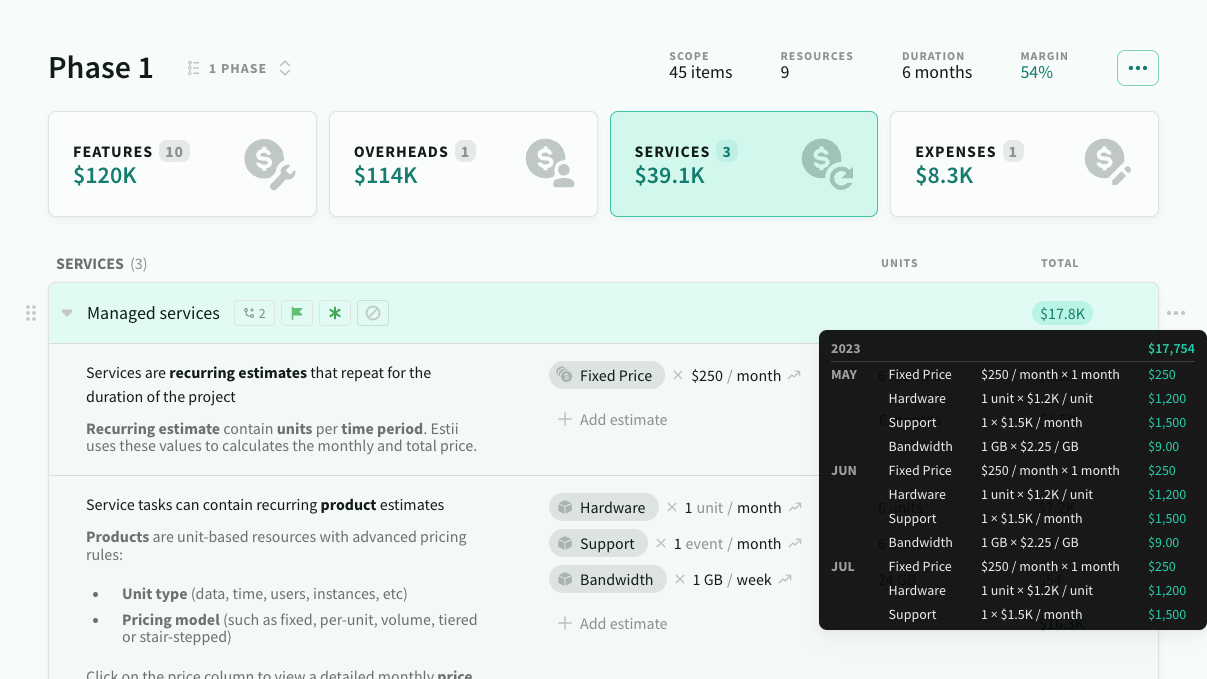 Phase 1
1 PHASE
SCOPE
45 items
RESOURCES
9
DURATION
6 months
MARGIN
54%
FEATURES 10
$120K
OVERHEADS 1
$114K
SERVICES 3
$39.1K
EXPENSES 1
$8.3K
SERVICES (3)
UNITS
TOTAL
Managed services
2
$17.8K
Services are recurring estimates that repeat for the
duration of the project
Recurring estimate contain units per time period. Estii
uses these values to calculates the monthly and total price.
Fixed Price × $250 / month
Add estimate
Service tasks can contain recurring product estimates
Products are unit-based resources with advanced pricing
rules:
• Unit type (data, time, users, instances, etc)
• Pricing model (such as fixed, per-unit, volume, tiered
or stair-stepped)
Click on the price column to view a detailed monthly price
Hardware × 1 unit / month
Support × 1 event / month
Bandwidth × 1 GB / week
Add estimate
2023 $17,754
MAY Fixed Price $250 / month × 1 month $250
Hardware 1 unit × $1.2K / unit $1,200
Support 1 × $1.5K / month $1,500
Bandwidth 1 GB × $2.25 / GB $9.00
JUN Fixed Price $250 / month × 1 month $250
Hardware 1 unit × $1.2K / unit $1,200
Support 1 × $1.5K / month $1,500
Bandwidth 1 GB × $2.25 / GB $9.00
JUL Fixed Price $250 / month × 1 month $250
Hardware 1 unit × $1.2K / unit $1,200
Support 1 × $1.5K / month $1,500